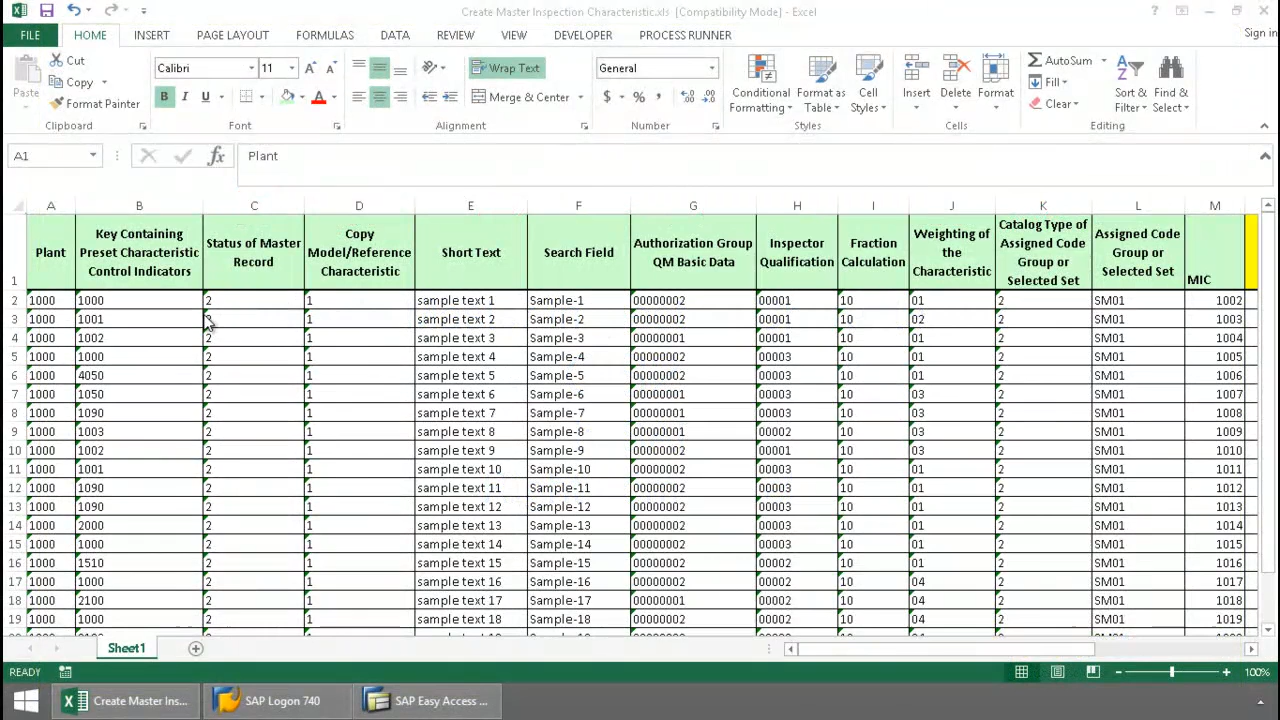 Create Master Inspection Characteristic.xls [Compatibility Mode] - Excel
FILE HOME INSERT PAGE LAYOUT FORMULAS DATA REVIEW VIEW DEVELOPER PROCESS RUNNER Sign in
Paste
Cut
Copy
Format Painter
Clipboard
Calibri 11
B I U
Font
Wrap Text
Merge & Center
Alignment
General
$ % ,
Number
Conditional Formatting
Format as Table
Cell Styles
Styles
Insert Delete Format
Cells
AutoSum
Fill
Clear
Sort & Filter
Find & Select
Editing
A1 fx Plant
A B C D E F G H I J K L M
1 Plant Key Containing Preset Characteristic Control Indicators Status of Master Record Copy Model/Reference Characteristic Short Text Search Field Authorization Group QM Basic Data Inspector Qualification Fraction Calculation Weighting of the Characteristic Catalog Type of Assigned Code Group or Selected Set Assigned Code Group or Selected Set MIC
2 1000 1000 2 1 sample text 1 Sample-1 00000002 00001 10 01 2 SM01 1002
3 1000 1001 1 sample text 2 Sample-2 00000002 00001 10 02 2 SM01 1003
4 1000 1002 2 1 sample text 3 Sample-3 00000002 00001 10 01 2 SM01 1004
5 1000 1000 2 1 sample text 4 Sample-4 00000002 00003 10 01 2 SM01 1005
6 1000 4050 2 1 sample text 5 Sample-5 00000002 00003 10 01 2 SM01 1006
7 1000 1050 2 1 sample text 6 Sample-6 00000001 00003 10 03 2 SM01 1007
8 1000 1090 2 1 sample text 7 Sample-7 00000001 00003 10 03 2 SM01 1008
9 1000 1003 2 1 sample text 8 Sample-8 00000001 00002 10 03 2 SM01 1009
10 1000 1002 2 1 sample text 9 Sample-9 00000002 00001 10 03 2 SM01 1010
11 1000 1001 2 1 sample text 10 Sample-10 00000002 00003 10 01 2 SM01 1011
12 1000 1090 2 1 sample text 11 Sample-11 00000002 00003 10 01 2 SM01 1012
13 1000 1090 2 1 sample text 12 Sample-12 00000002 00003 10 01 2 SM01 1013
14 1000 2000 2 1 sample text 13 Sample-13 00000002 00003 10 01 2 SM01 1014
15 1000 1000 2 1 sample text 14 Sample-14 00000002 00003 10 01 2 SM01 1015
16 1000 1510 2 1 sample text 15 Sample-15 00000002 00002 10 01 2 SM01 1016
17 1000 1000 2 1 sample text 16 Sample-16 00000002 00002 10 04 2 SM01 1017
18 1000 2100 2 1 sample text 17 Sample-17 00000001 00002 10 04 2 SM01 1018
19 1000 1000 2 1 sample text 18 Sample-18 00000002 00002 10 04 2 SM01 1019
Sheet1
READY 100%
Create Master Ins... SAP Logon 740 SAP Easy Access ...